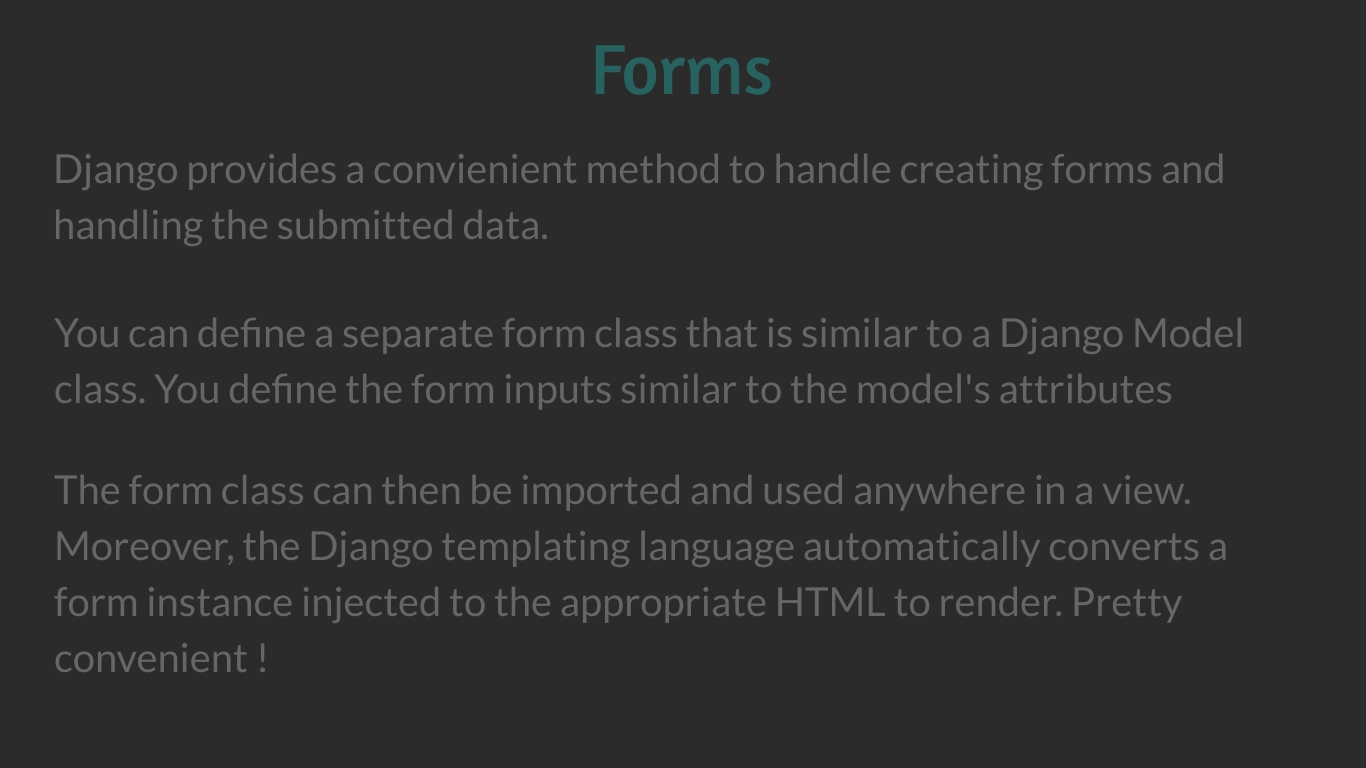 Forms
Django provides a convienient method to handle creating forms and
handling the submitted data.
You can define a separate form class that is similar to a Django Model
class. You define the form inputs similar to the model's attributes
The form class can then be imported and used anywhere in a view.
Moreover, the Django templating language automatically converts a
form instance injected to the appropriate HTML to render. Pretty
convenient !